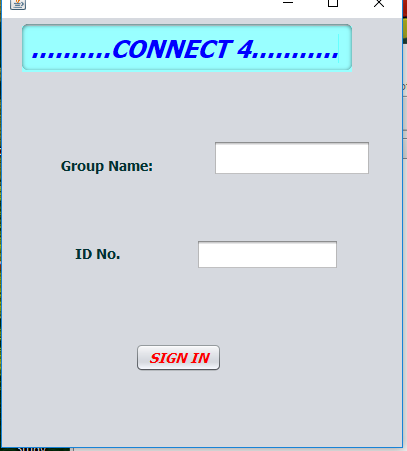 ..........CONNECT 4...........
Group Name:
ID No.
SIGN IN